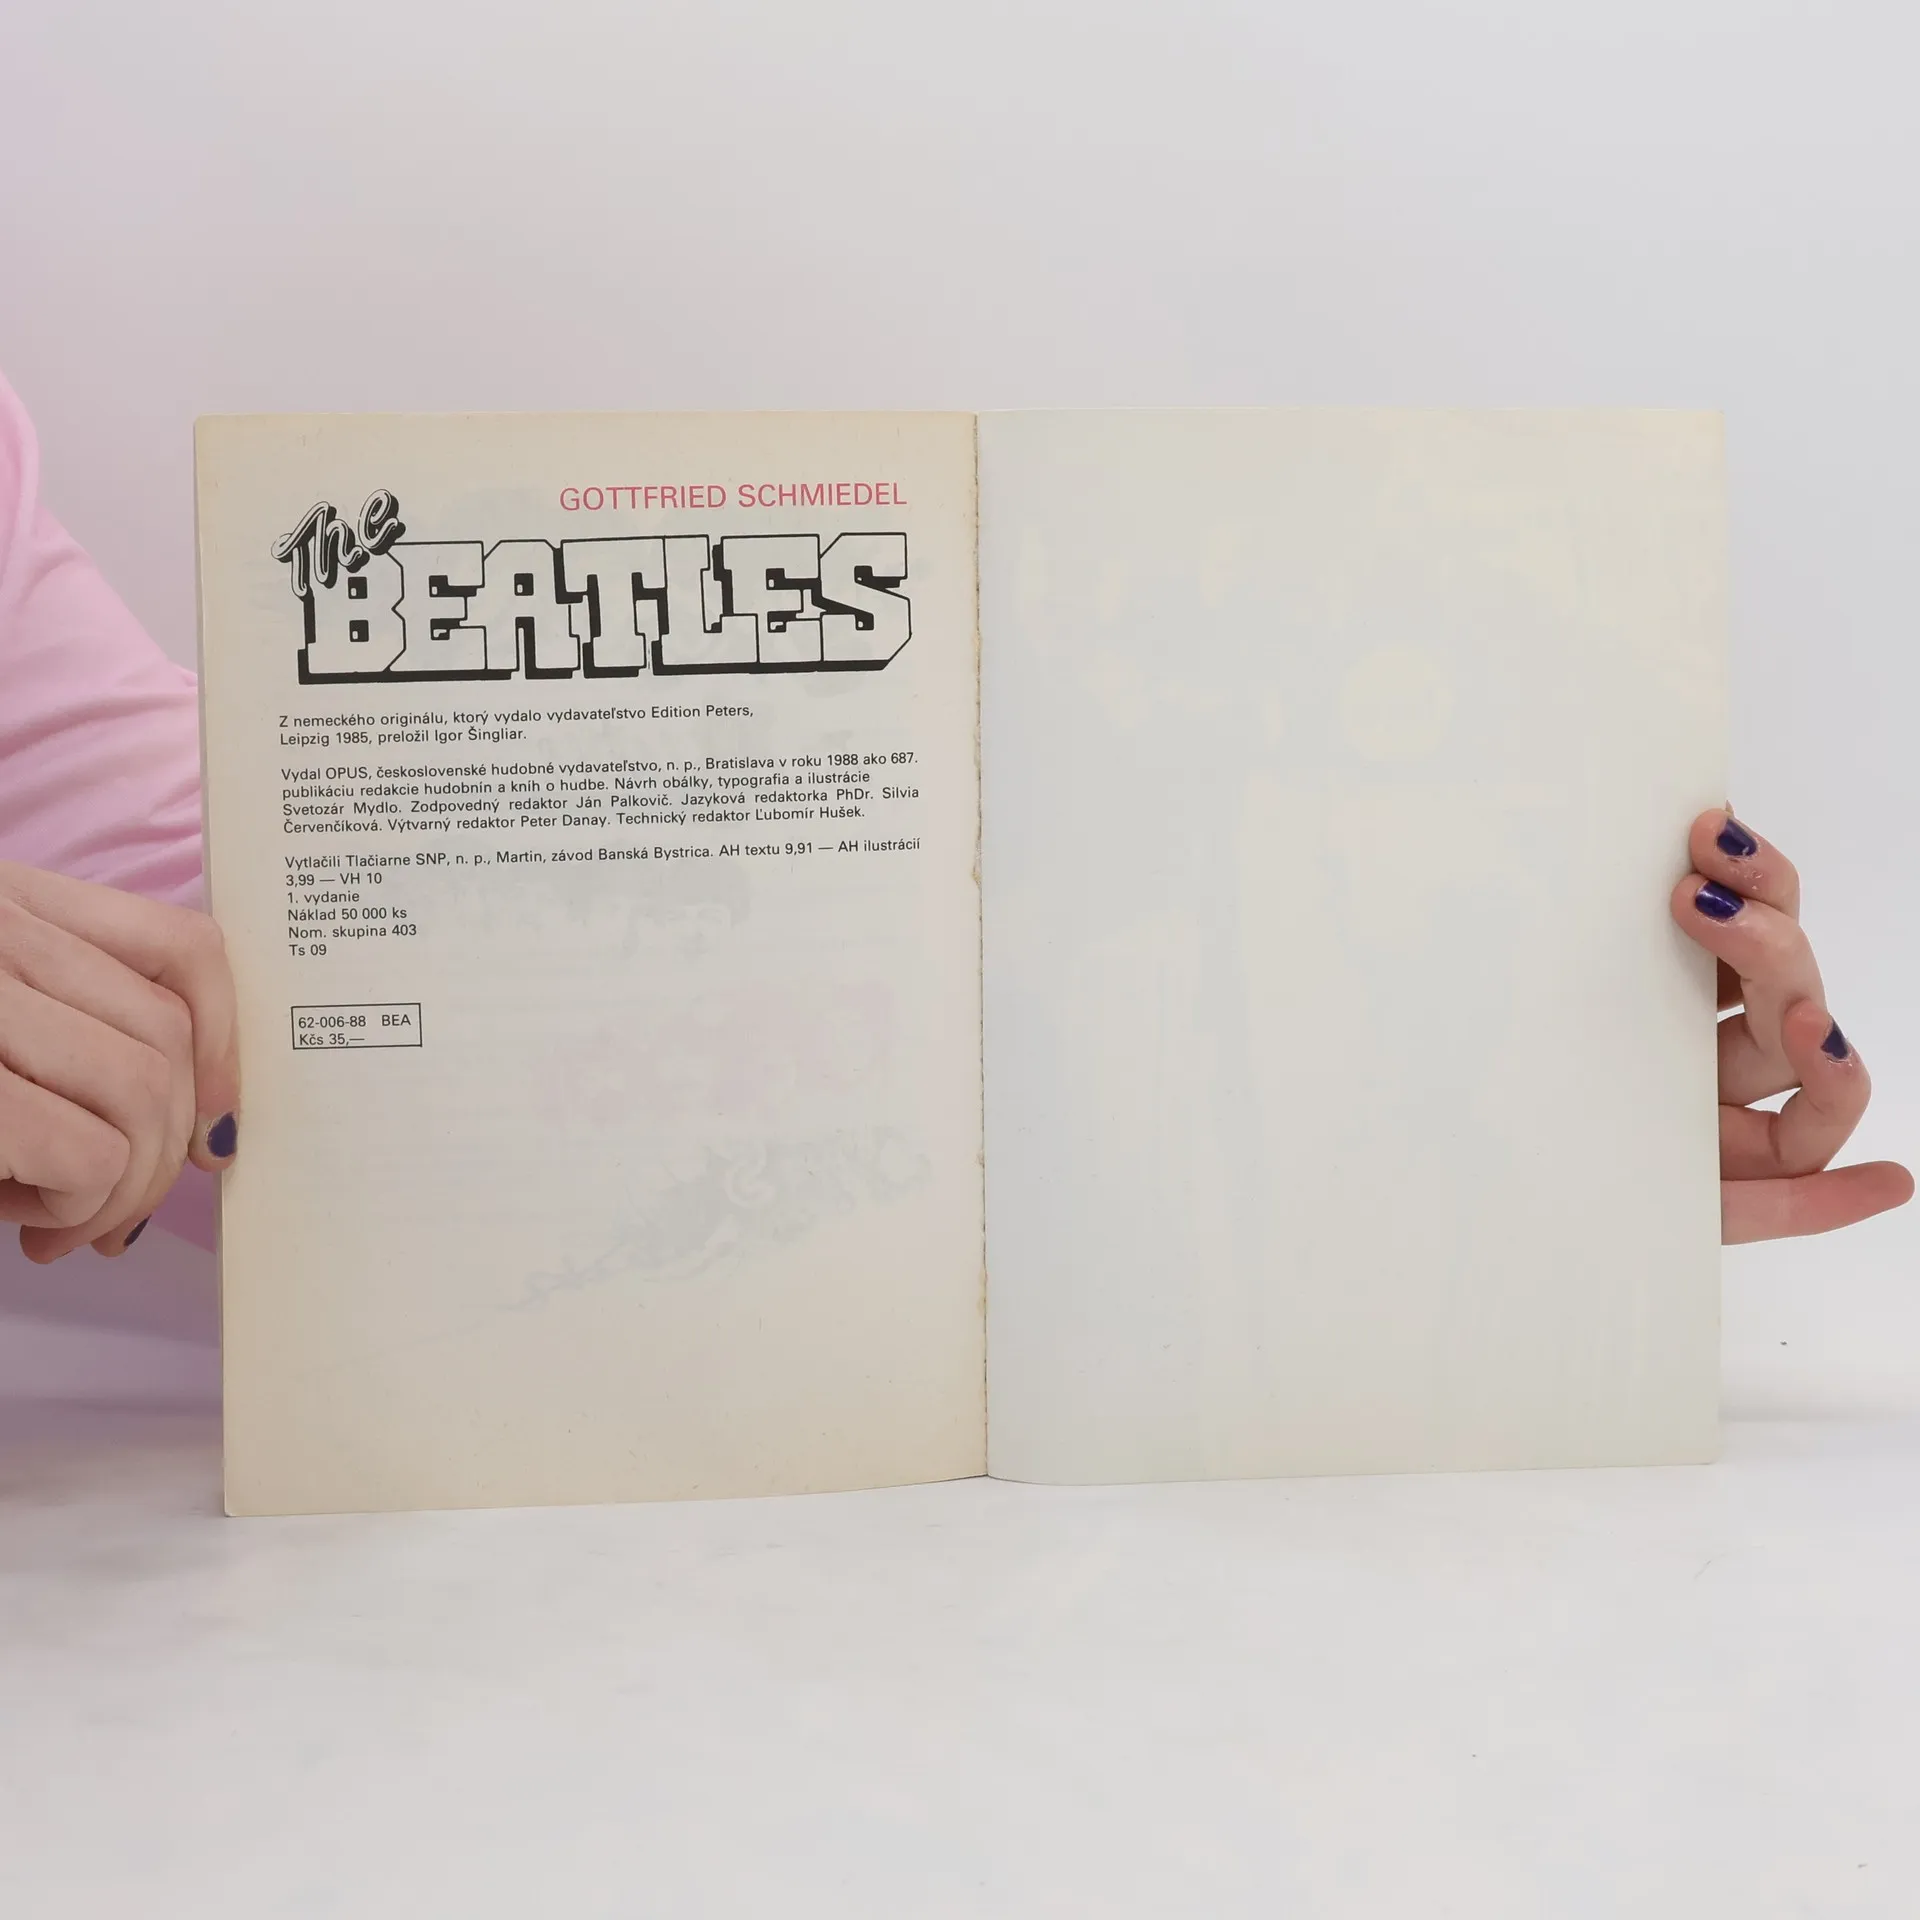 GOTTFRIED SCHMIEDEL
The
BEATLES
Z nemeckého originálu, ktorý vydalo vydavateľstvo Edition Peters,
Leipzig 1985, preložil Igor Šingliar.
Vydal OPUS, československé hudobné vydavateľstvo, n. p., Bratislava v roku 1988 ako 687.
publikáciu redakcie hudobnín a kníh o hudbe. Návrh obálky, typografia a ilustrácie
Svetozár Mydlo. Zodpovedný redaktor Ján Palkovič. Jazyková redaktorka PhDr. Silvia
Červenčíková. Výtvarný redaktor Peter Danay. Technický redaktor Ľubomír Hušek.
Vytlačili Tlačiarne SNP, n. p., Martin, závod Banská Bystrica. AH textu 9,91 — AH ilustrácií
3,99 — VH 10
1. vydanie
Náklad 50 000 ks
Nom. skupina 403
Ts 09
62-006-88 BEA
Kčs 35,—